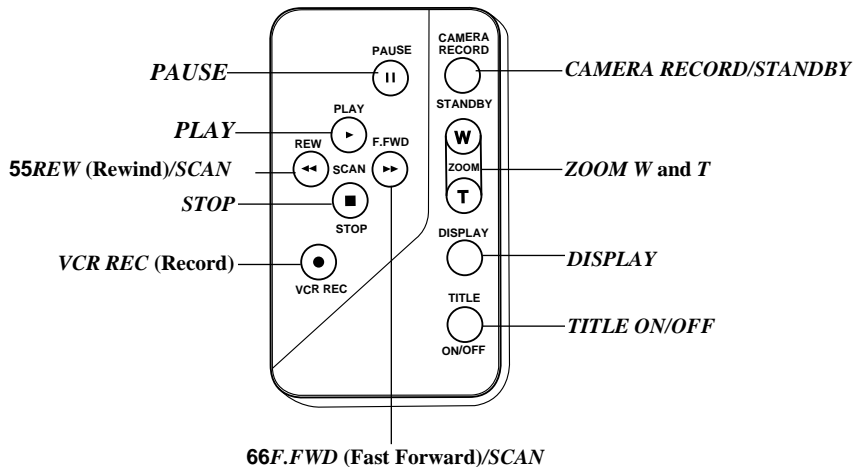 PAUSE
PLAY
55REW (Rewind)/SCAN
STOP
VCR REC (Record)
PAUSE
PLAY
REW
F.FWD
SCAN
STOP
VCR REC
CAMERA
RECORD
STANDBY
W
ZOOM
T
DISPLAY
TITLE
ON/OFF
CAMERA RECORD/STANDBY
ZOOM W and T
DISPLAY
TITLE ON/OFF
66F.FWD (Fast Forward)/SCAN